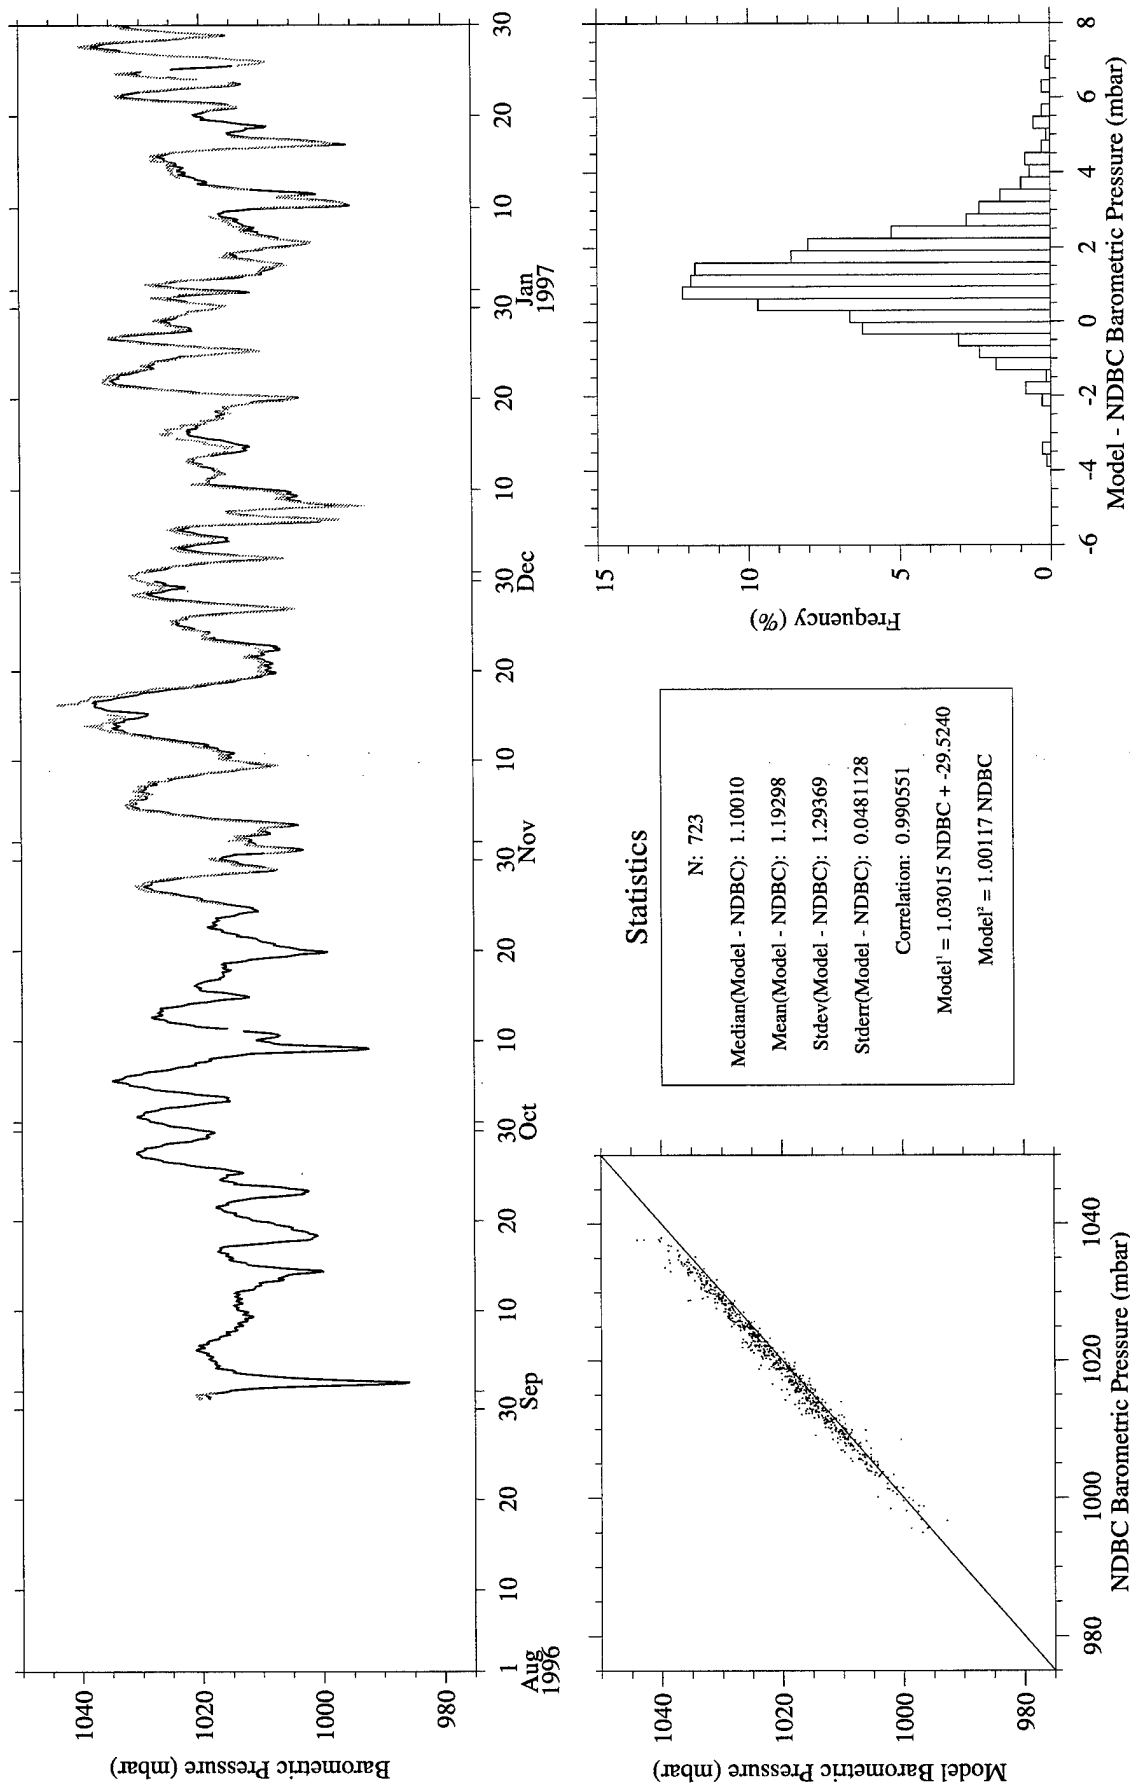 Barometric Pressure (mbar)
1040
1020
1000
980
1 10 20 30 10 20 30 10 20 30 10 20 30 10 20 30 10 20 30
Aug Sep Oct Nov Dec Jan
1996 1997
Model Barometric Pressure (mbar)
1040
1020
1000
980
980 1000 1020 1040
NDBC Barometric Pressure (mbar)
Statistics
N: 723
Median(Model - NDBC): 1.10010
Mean(Model - NDBC): 1.19298
Stdev(Model - NDBC): 1.29369
Stderr(Model - NDBC): 0.0481128
Correlation: 0.990551
Model¹ = 1.03015 NDBC + -29.5240
Model² = 1.00117 NDBC
Frequency (%)
15
10
5
0
-6 -4 -2 0 2 4 6 8
Model - NDBC Barometric Pressure (mbar)